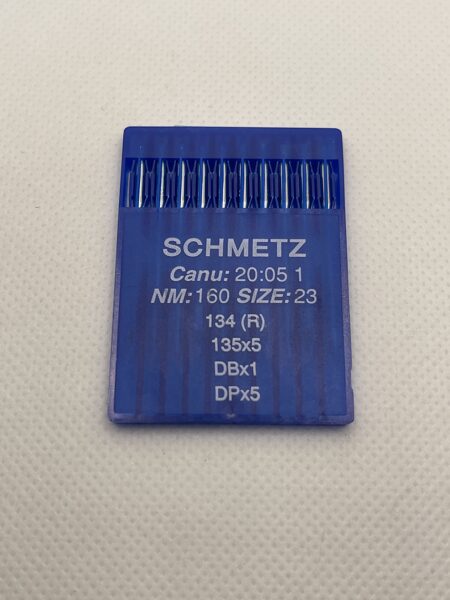 SCHMETZ
Canu: 20:05 1
NM:160 SIZE:23
134 (R)
135x5
DBx1
DPx5